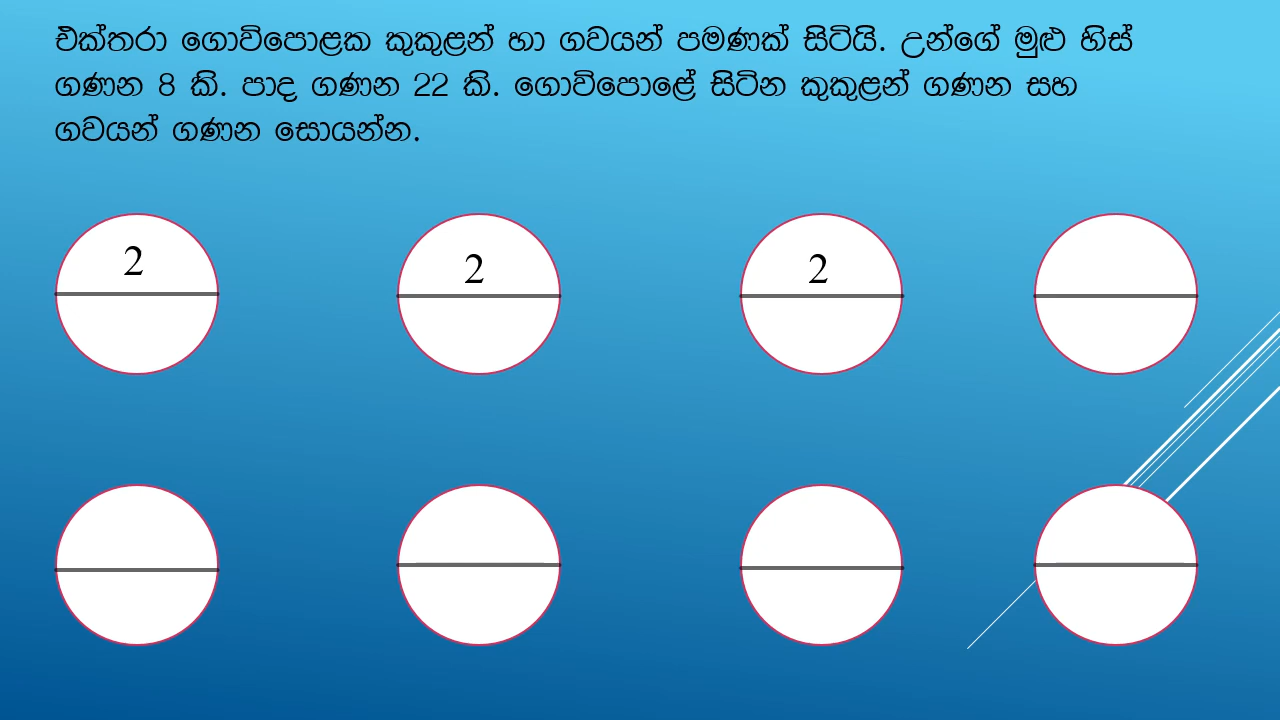 එක්තරා ගොවිපොළක කුකුළන් හා ගවයන් පමණක් සිටියි. උන්ගේ මුළු හිස්
ගණන 8 කි. පාද ගණන 22 කි. ගොවිපොළේ සිටින කුකුළන් ගණන සහ
ගවයන් ගණන සොයන්න.
2 2 2